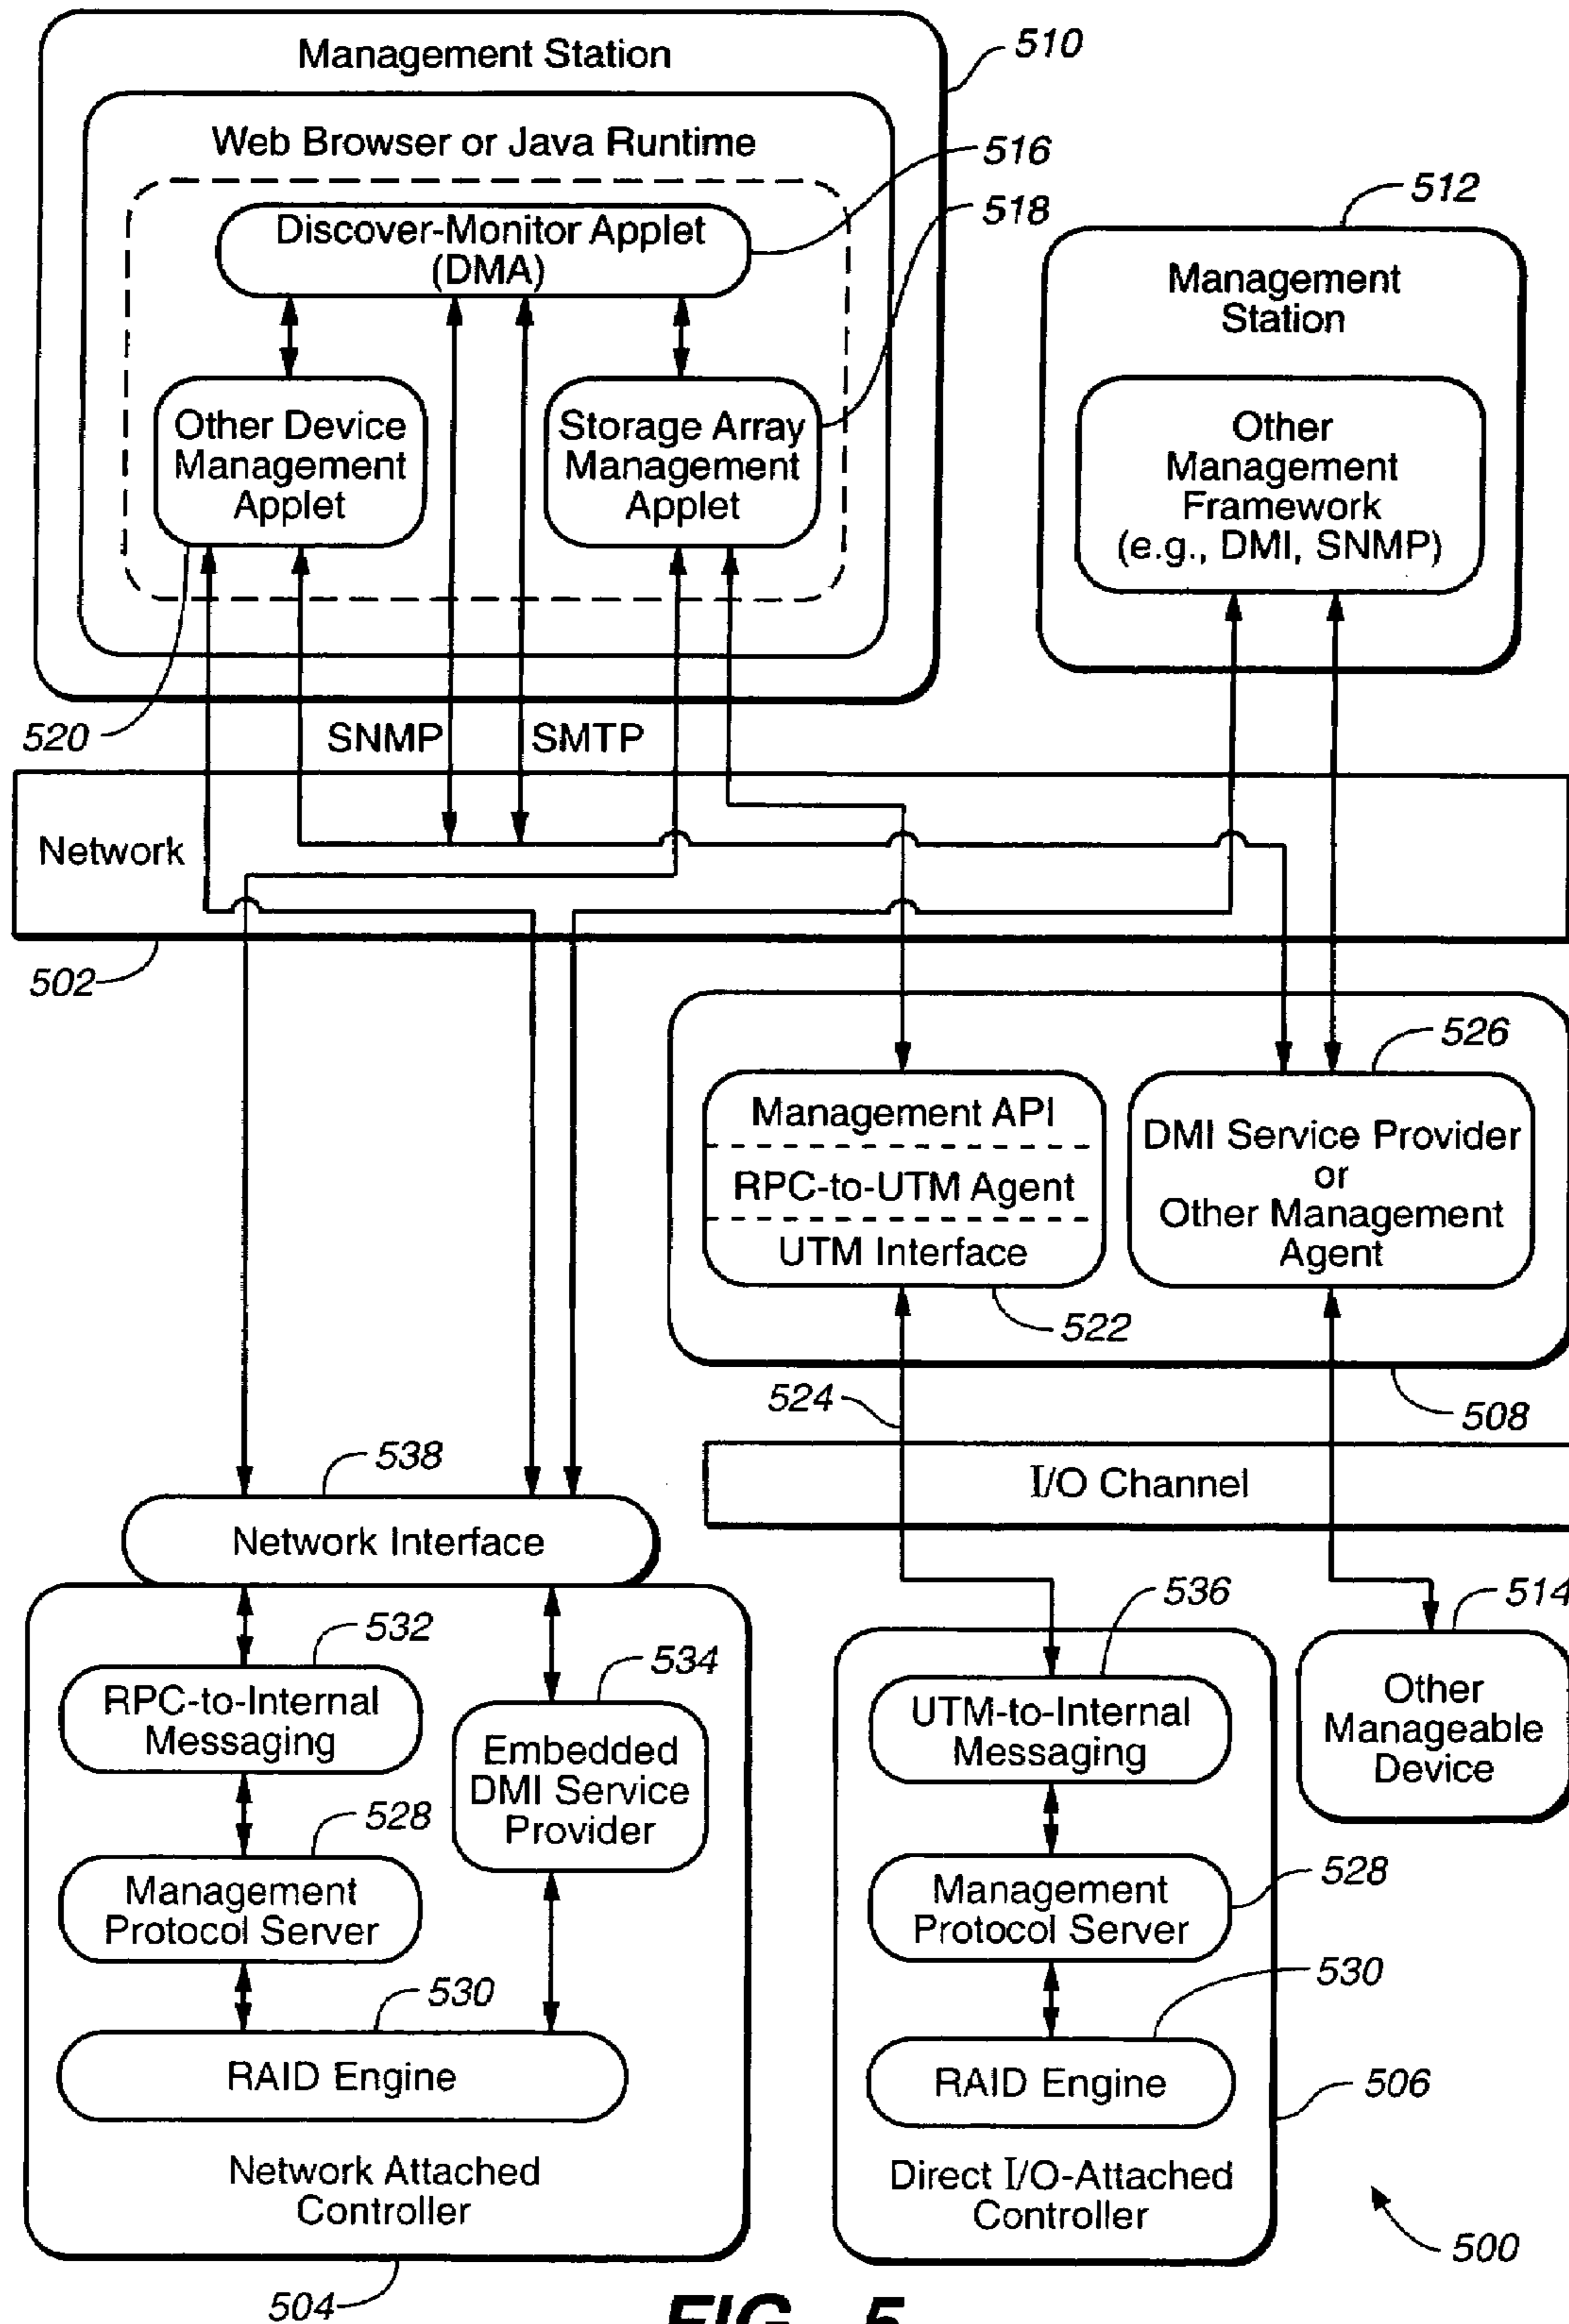 Management Station
510
Web Browser or Java Runtime
516
Discover-Monitor Applet
(DMA)
518
512
Management
Station
Other Device
Management
Applet
Storage Array
Management
Applet
Other
Management
Framework
(e.g., DMI, SNMP)
520
SNMP
SMTP
Network
502
526
Management API
RPC-to-UTM Agent
UTM Interface
DMI Service Provider
or
Other Management
Agent
522
524
508
538
I/O Channel
Network Interface
536
514
532
534
RPC-to-Internal
Messaging
UTM-to-Internal
Messaging
Other
Manageable
Device
Embedded
DMI Service
Provider
528
Management
Protocol Server
528
Management
Protocol Server
530
RAID Engine
530
RAID Engine
506
Network Attached
Controller
Direct I/O-Attached
Controller
500
504
FIG._5